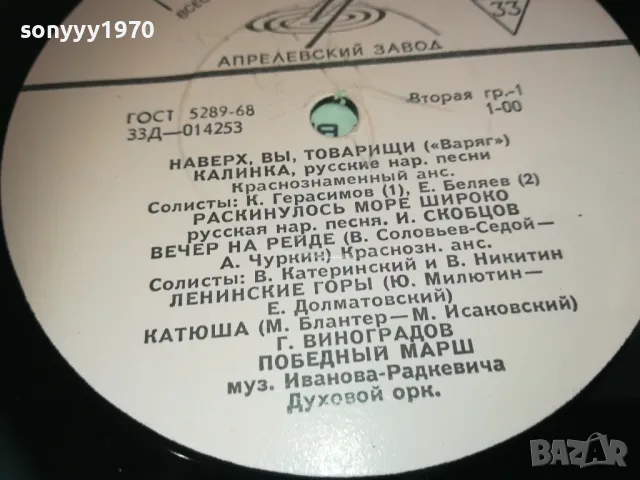 sonyyy1970
ВСЕС
33
АПРЕЛЕВСКИЙ ЗАВОД
ГОСТ 5289-68
33Д—014253
Вторая гр.-1
1-00
НАВЕРХ, ВЫ, ТОВАРИЩИ («Варяг»)
КАЛИНКА, русские нар. песни
Краснознаменный анс.
Солисты: К. Герасимов (1), Е. Беляев (2)
РАСКИНУЛОСЬ МОРЕ ШИРОКО
русская нар. песня. И. СКОБЦОВ
ВЕЧЕР НА РЕЙДЕ (В. Соловьев-Седой—
А. Чуркин) Краснозн. анс.
Солисты: В. Катеринский и В. Никитин
ЛЕНИНСКИЕ ГОРЫ (Ю. Милютин—
Е. Долматовский)
КАТЮША (М. Блантер—М. Исаковский)
Г. ВИНОГРАДОВ
ПОБЕДНЫЙ МАРШ
муз. Иванова-Радкевича
Духовой орк.
BAZAR